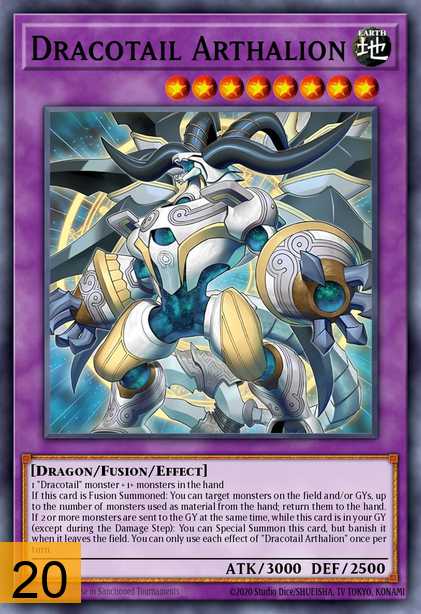 DRACOTAIL ARTHALION
EARTH
地
[DRAGON/FUSION/EFFECT]
1 "Dracotail" monster + 1+ monsters in the hand
If this card is Fusion Summoned: You can target monsters on the field and/or GYs, up
to the number of monsters used as material from the hand; return them to the hand.
If 2 or more monsters are sent to the GY at the same time, while this card is in your GY
(except during the Damage Step): You can Special Summon this card, but banish it
when it leaves the field. You can only use each effect of "Dracotail Arthalion" once per
turn.
ATK/3000 DEF/2500
20
Use in Sanctioned Tournaments
©2020 Studio Dice/SHUEISHA, TV TOKYO, KONAMI